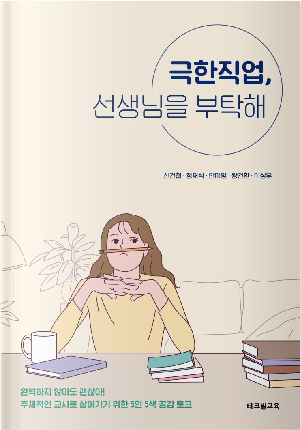 극한직업,
선생님을 부탁해
완벽하지 않아도 괜찮아!
주체적인 교사로 살아가기 위한 5인 5색 공감 토크
테크빌교육